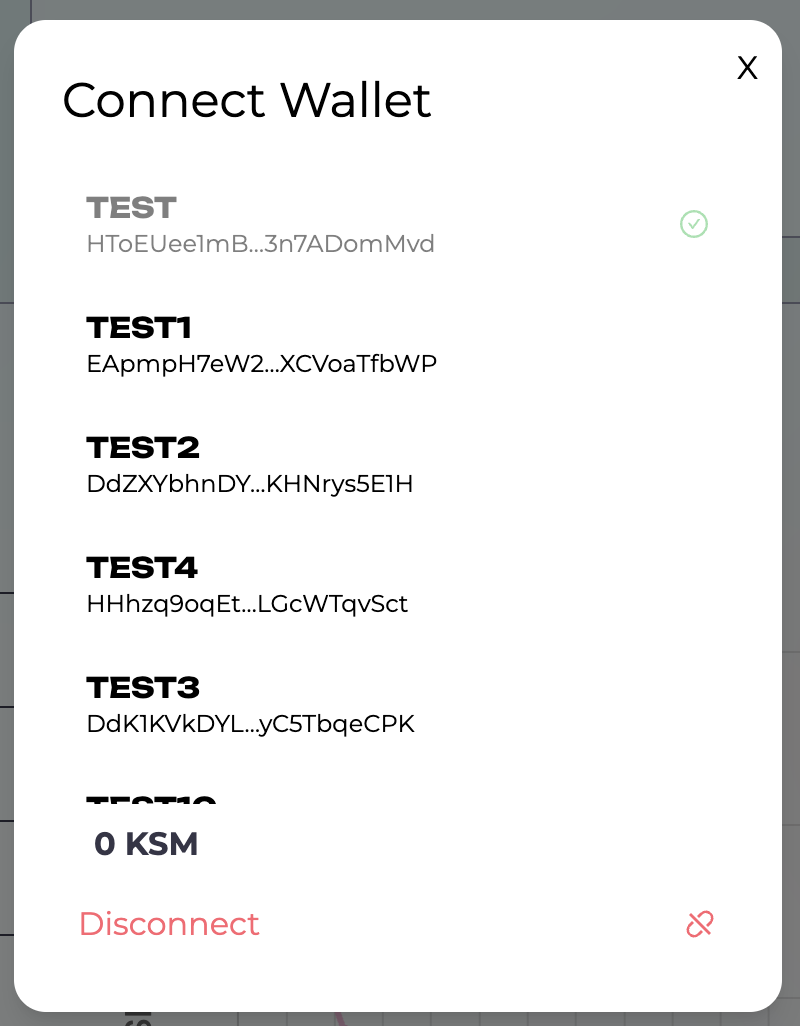 X
Connect Wallet
TEST
HToEUee1mB...3n7ADomMvd
TEST1
EApmpH7eW2...XCVoaTfbWP
TEST2
DdZXYbhnDY...KHNrys5E1H
TEST4
HHhzq9oqEt...LGcWTqvSct
TEST3
DdK1KVkDYL...yC5TbqeCPK
TEST10
0 KSM
Disconnect